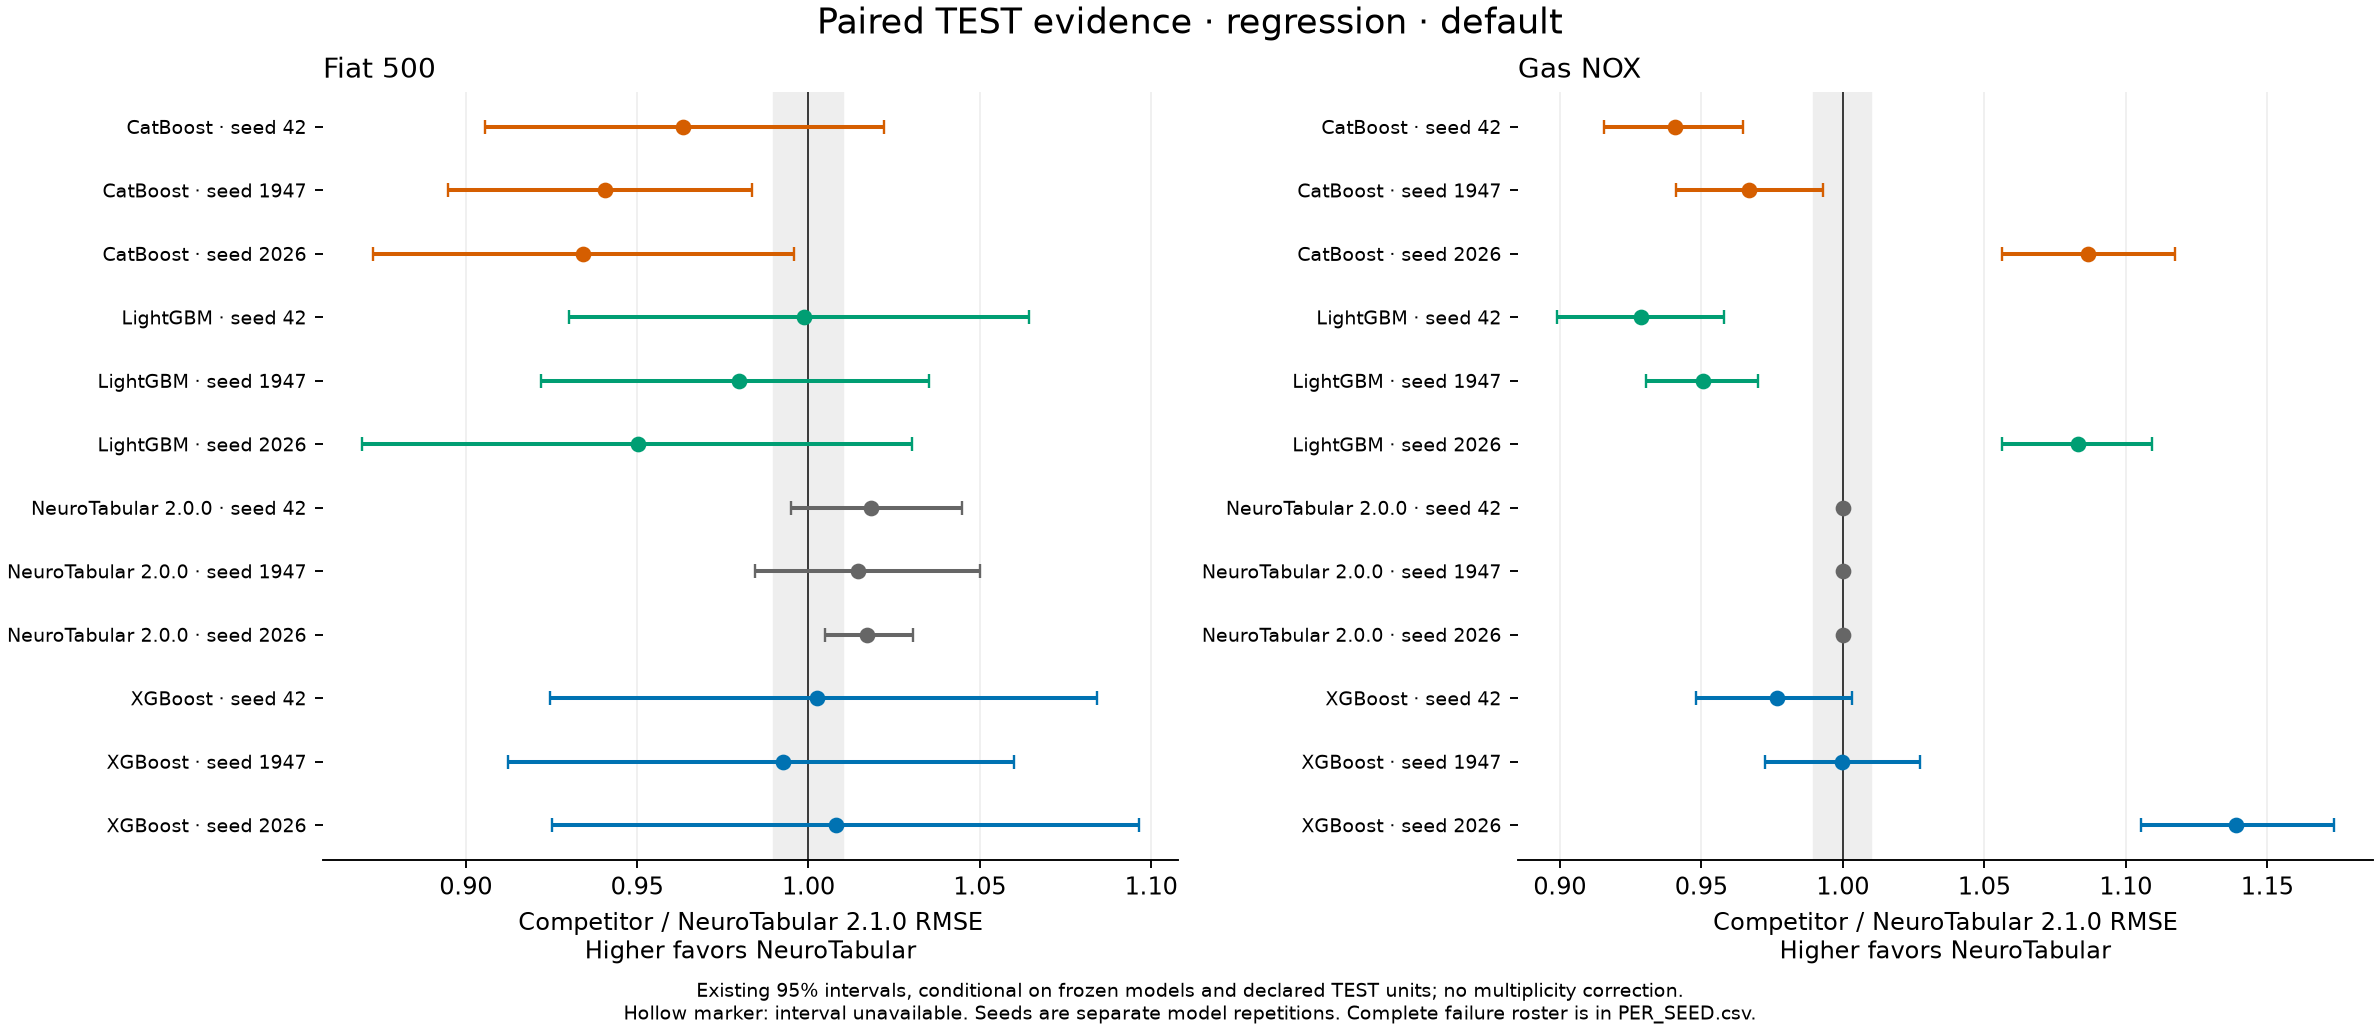 Paired TEST evidence · regression · default
Fiat 500
CatBoost · seed 42
CatBoost · seed 1947
CatBoost · seed 2026
LightGBM · seed 42
LightGBM · seed 1947
LightGBM · seed 2026
NeuroTabular 2.0.0 · seed 42
NeuroTabular 2.0.0 · seed 1947
NeuroTabular 2.0.0 · seed 2026
XGBoost · seed 42
XGBoost · seed 1947
XGBoost · seed 2026
0.90 0.95 1.00 1.05 1.10
Competitor / NeuroTabular 2.1.0 RMSE
Higher favors NeuroTabular
Gas NOX
CatBoost · seed 42
CatBoost · seed 1947
CatBoost · seed 2026
LightGBM · seed 42
LightGBM · seed 1947
LightGBM · seed 2026
NeuroTabular 2.0.0 · seed 42
NeuroTabular 2.0.0 · seed 1947
NeuroTabular 2.0.0 · seed 2026
XGBoost · seed 42
XGBoost · seed 1947
XGBoost · seed 2026
0.90 0.95 1.00 1.05 1.10 1.15
Competitor / NeuroTabular 2.1.0 RMSE
Higher favors NeuroTabular
Existing 95% intervals, conditional on frozen models and declared TEST units; no multiplicity correction.
Hollow marker: interval unavailable. Seeds are separate model repetitions. Complete failure roster is in PER_SEED.csv.